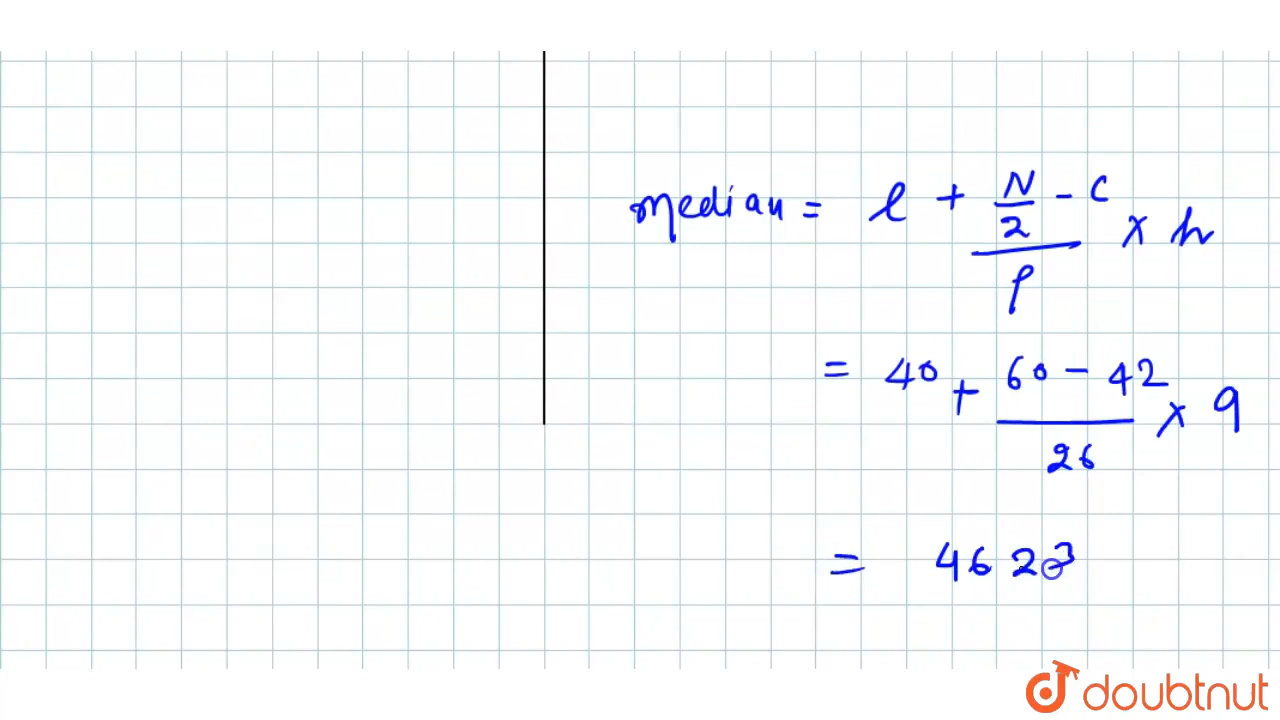 median = l + N/2 - C / f × h
= 40 + 60 - 42 / 26 × 9
= 46 23
doubtnut